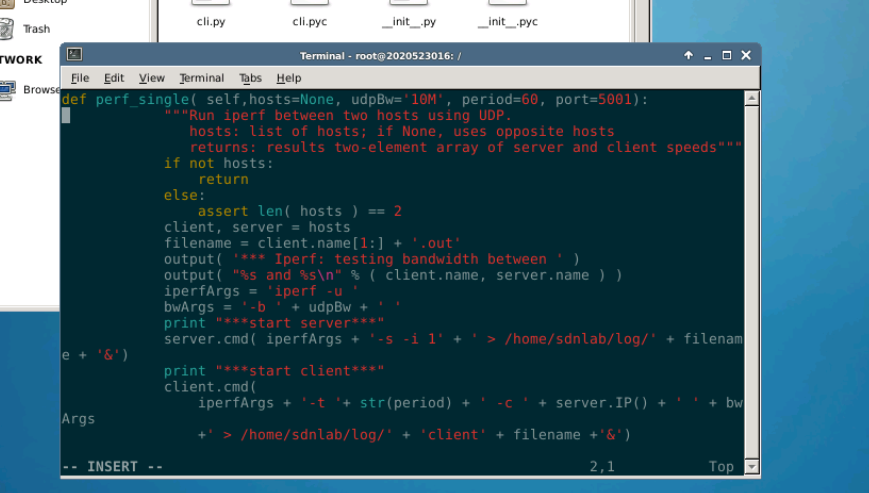 Desktop
cli.py
cli.pyc
__init__.py
__init__.pyc
Trash
TWORK
Browse
Terminal - root@2020523016: /
File Edit View Terminal Tabs Help
def perf_single( self,hosts=None, udpBw='10M', period=60, port=5001):
            """Run iperf between two hosts using UDP.
               hosts: list of hosts; if None, uses opposite hosts
               returns: results two-element array of server and client speeds"""
            if not hosts:
                return
            else:
                assert len( hosts ) == 2
            client, server = hosts
            filename = client.name[1:] + '.out'
            output( '*** Iperf: testing bandwidth between ' )
            output( "%s and %s\n" % ( client.name, server.name ) )
            iperfArgs = 'iperf -u '
            bwArgs = '-b ' + udpBw + ' '
            print "***start server***"
            server.cmd( iperfArgs + '-s -i 1' + ' > /home/sdnlab/log/' + filenam
e + '&')
            print "***start client***"
            client.cmd(
                iperfArgs + '-t '+ str(period) + ' -c ' + server.IP() + ' ' + bw
Args
                +' > /home/sdnlab/log/' + 'client' + filename +'&')
-- INSERT -- 2,1 Top